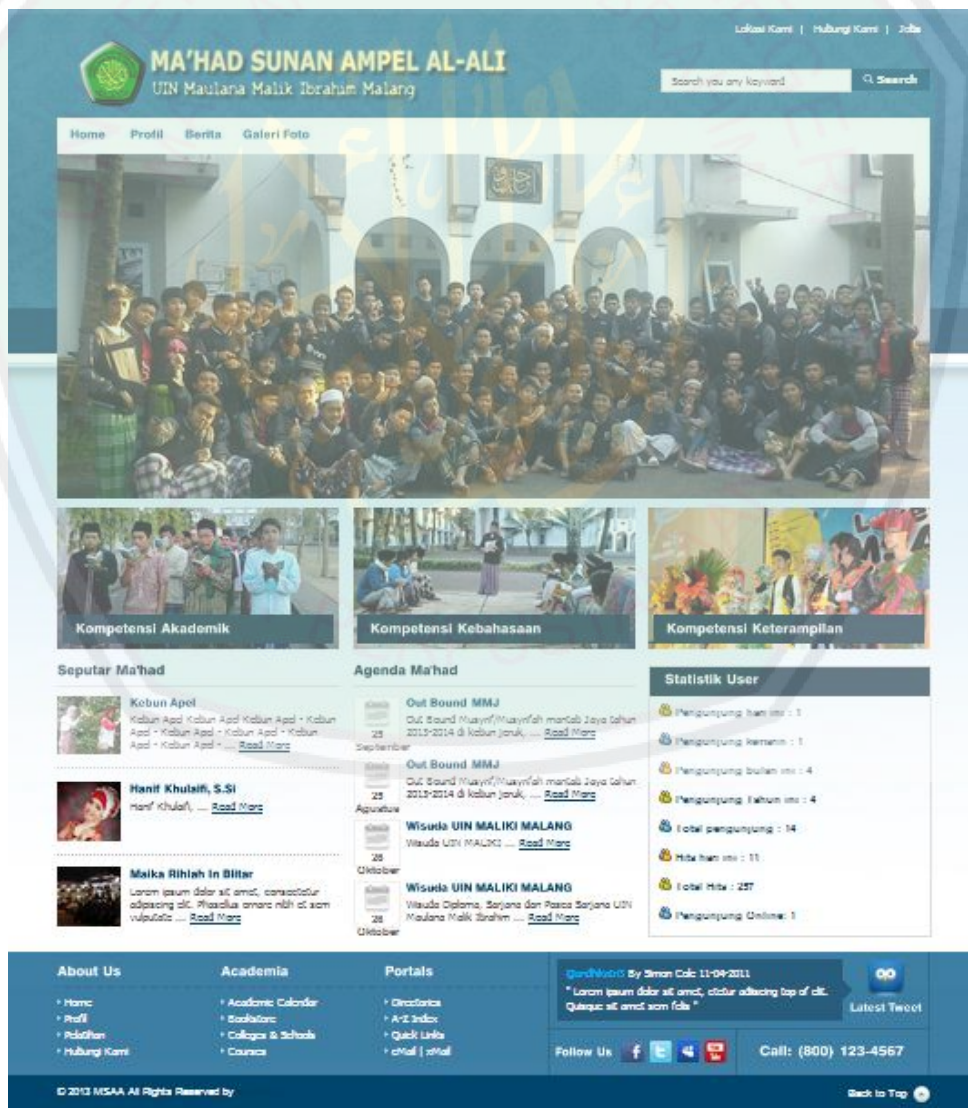 Lokasi Kami | Hubungi Kami | Jobs
MA'HAD SUNAN AMPEL AL-ALI
UIN Maulana Malik Ibrahim Malang
Search you any keyword
Search
Home Profil Berita Galeri Foto
Kompetensi Akademik
Kompetensi Kebahasaan
Kompetensi Keterampilan
Seputar Ma'had
Kebun Apel
Kebun Apel Kebun Apel Kebun Apel - Kebun
Apel - Kebun Apel - Kebun Apel - Kebun
Apel - Kebun Apel - .... Read More
Hanif Khulaifi, S.Si
Hanif Khulaifi, .... Read More
Maika Rihlah In Blitar
Lorem ipsum dolor sit amet, consectetur
adipiscing elit. Phasellus ornare nibh et sem
vulputate .... Read More
Agenda Ma'had
Out Bound MMJ
Out Bound Musyrif/Musyrifah mantab Jaya tahun
2013-2014 di kebun jeruk, .... Read More
September
Out Bound MMJ
Out Bound Musyrif/Musyrifah mantab Jaya tahun
2013-2014 di kebun jeruk, .... Read More
Agustus
Wisuda UIN MALIKI MALANG
Wisuda UIN MALIKI .... Read More
28
Oktober
Wisuda UIN MALIKI MALANG
Wisuda Diploma, Sarjana dan Pasca Sarjana UIN
Maulana Malik Ibrahim .... Read More
28
Oktober
Statistik User
Pengunjung hari ini : 1
Pengunjung kemarin : 1
Pengunjung bulan ini : 4
Pengunjung Tahun ini : 4
Total pengunjung : 14
Hits hari ini : 11
Total Hits : 257
Pengunjung Online: 1
About Us
Home
Profil
Pelatihan
Hubungi Kami
Academia
Academic Calendar
Bookstore
Colleges & Schools
Courses
Portals
Directories
A-Z Index
Quick Links
eMail | xMail
By Simon Calc 11-04-2011
" Lorem ipsum dolor sit amet, elit.
Quisque sit amet sem felis "
Latest Tweet
Follow Us
Call: (800) 123-4567
© 2013 MSAA All Rights Reserved by
Back to Top